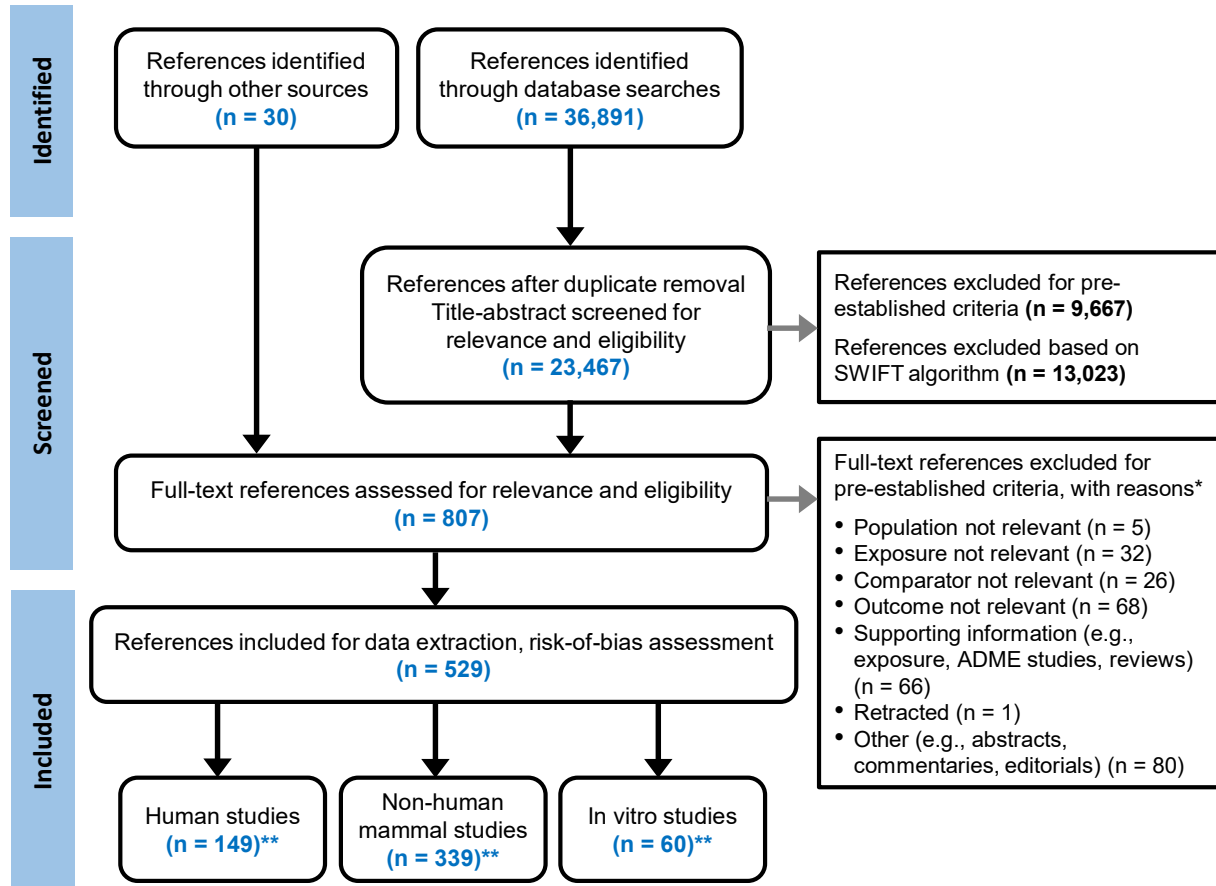 Identified
References identified
through other sources
(n = 30)
References identified
through database searches
(n = 36,891)
Screened
References after duplicate removal
Title-abstract screened for
relevance and eligibility
(n = 23,467)
References excluded for pre-
established criteria (n = 9,667)
References excluded based on
SWIFT algorithm (n = 13,023)
Full-text references assessed for relevance and eligibility
(n = 807)
Full-text references excluded for
pre-established criteria, with reasons*
• Population not relevant (n = 5)
• Exposure not relevant (n = 32)
• Comparator not relevant (n = 26)
• Outcome not relevant (n = 68)
• Supporting information (e.g.,
exposure, ADME studies, reviews)
(n = 66)
• Retracted (n = 1)
• Other (e.g., abstracts,
commentaries, editorials) (n = 80)
Included
References included for data extraction, risk-of-bias assessment
(n = 529)
Human studies
(n = 149)**
Non-human
mammal studies
(n = 339)**
In vitro studies
(n = 60)**